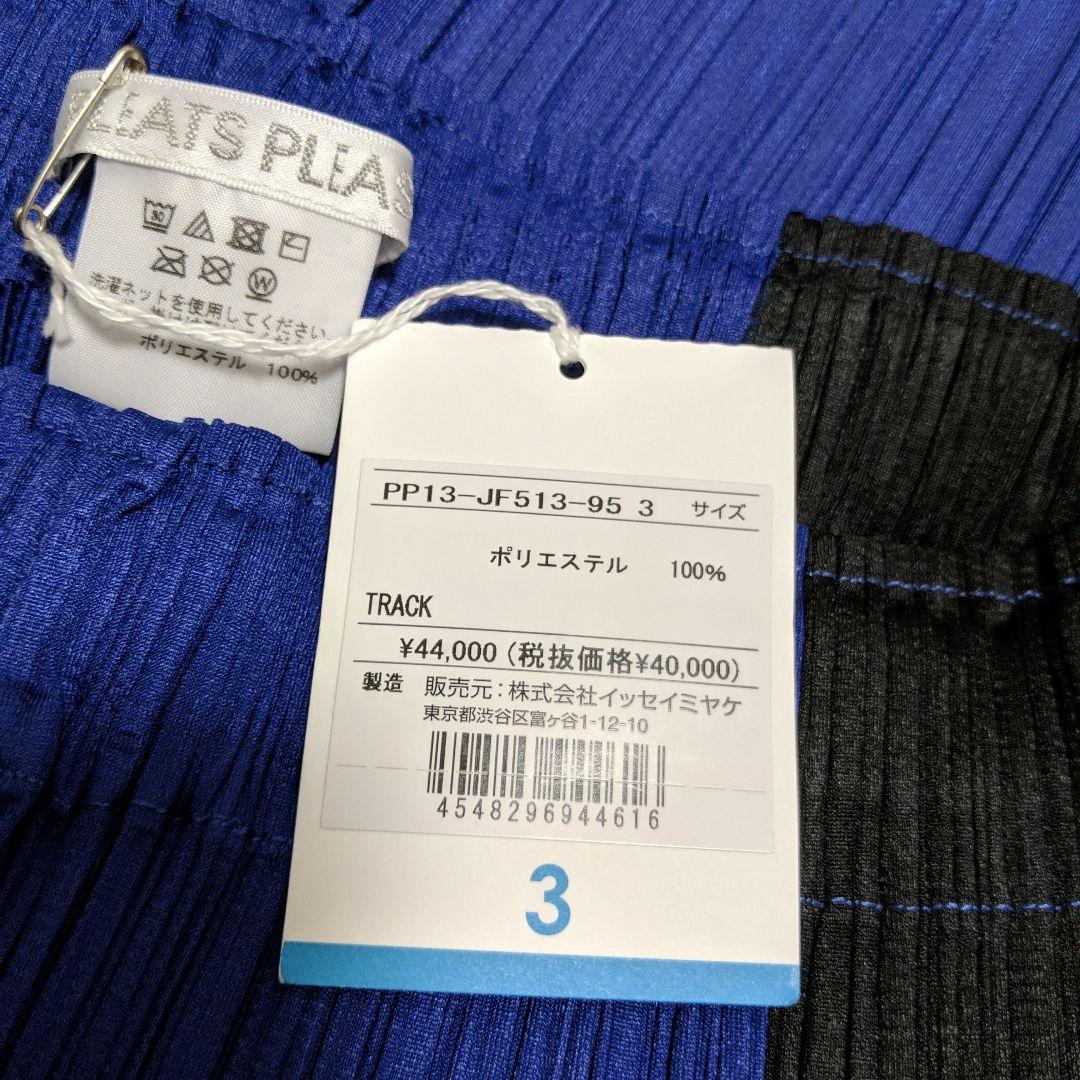 PLEATS PLEAS
30
W
洗濯ネットを使用してください
ポリエステル 100%
PP13-JF513-95 3 サイズ
ポリエステル 100%
TRACK
¥44,000(税抜価格¥40,000)
製造 販売元:株式会社イッセイミヤケ
東京都渋谷区富ヶ谷1-12-10
4548296944616
3